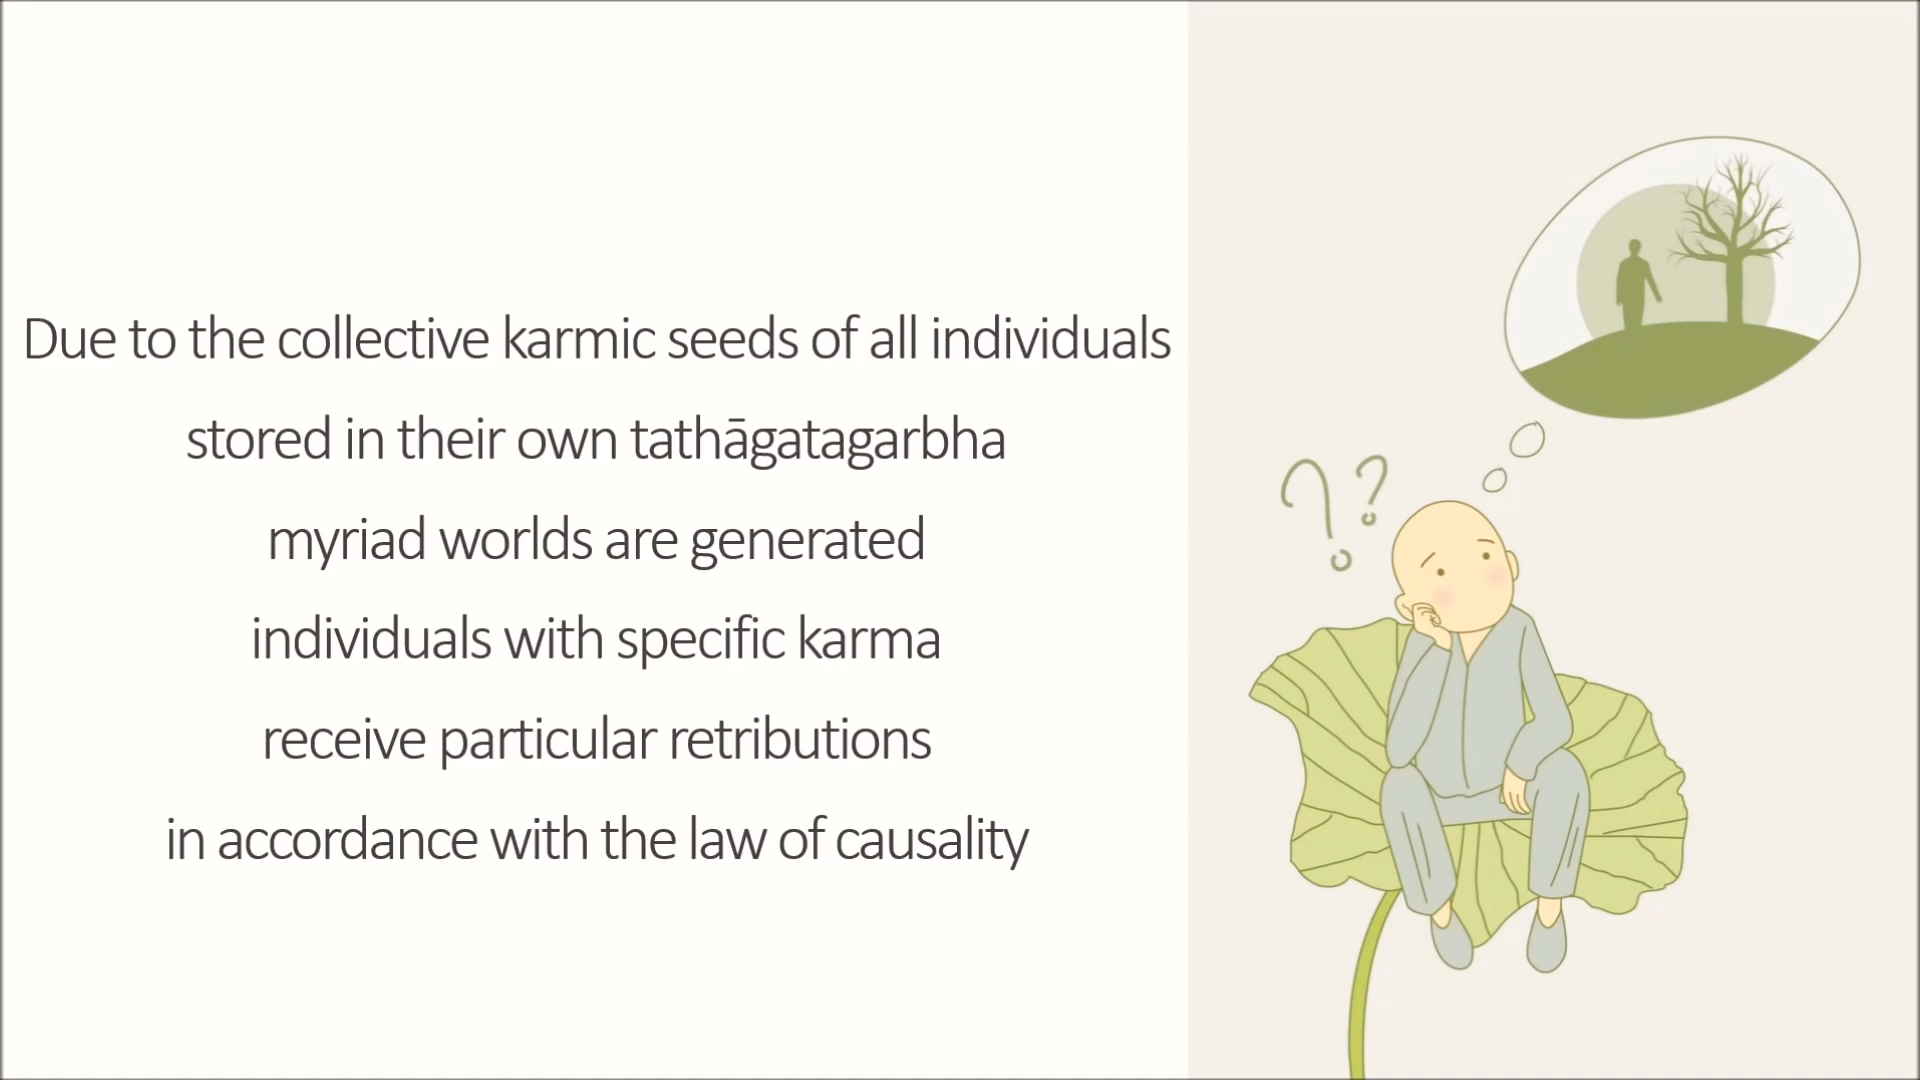 Due to the collective karmic seeds of all individuals
stored in their own tathāgatagarbha
myriad worlds are generated
individuals with specific karma
receive particular retributions
in accordance with the law of causality
??